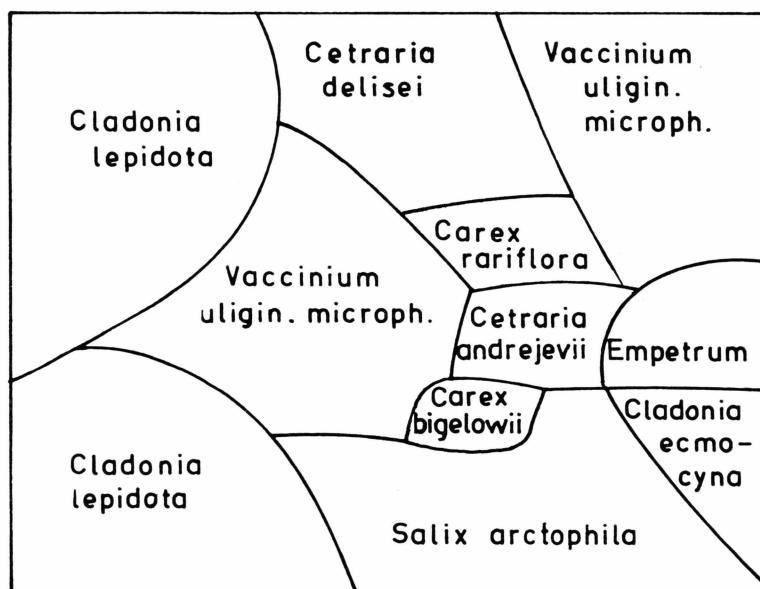 Cetraria
delisei
Vaccinium
uligin.
microph.
Cladonia
lepidota
Carex
rariflora
Vaccinium
uligin. microph.
Cetraria
andrejevii
Empetrum
Carex
bigelowii
Cladonia
ecmo-
cyna
Cladonia
lepidota
Salix arctophila